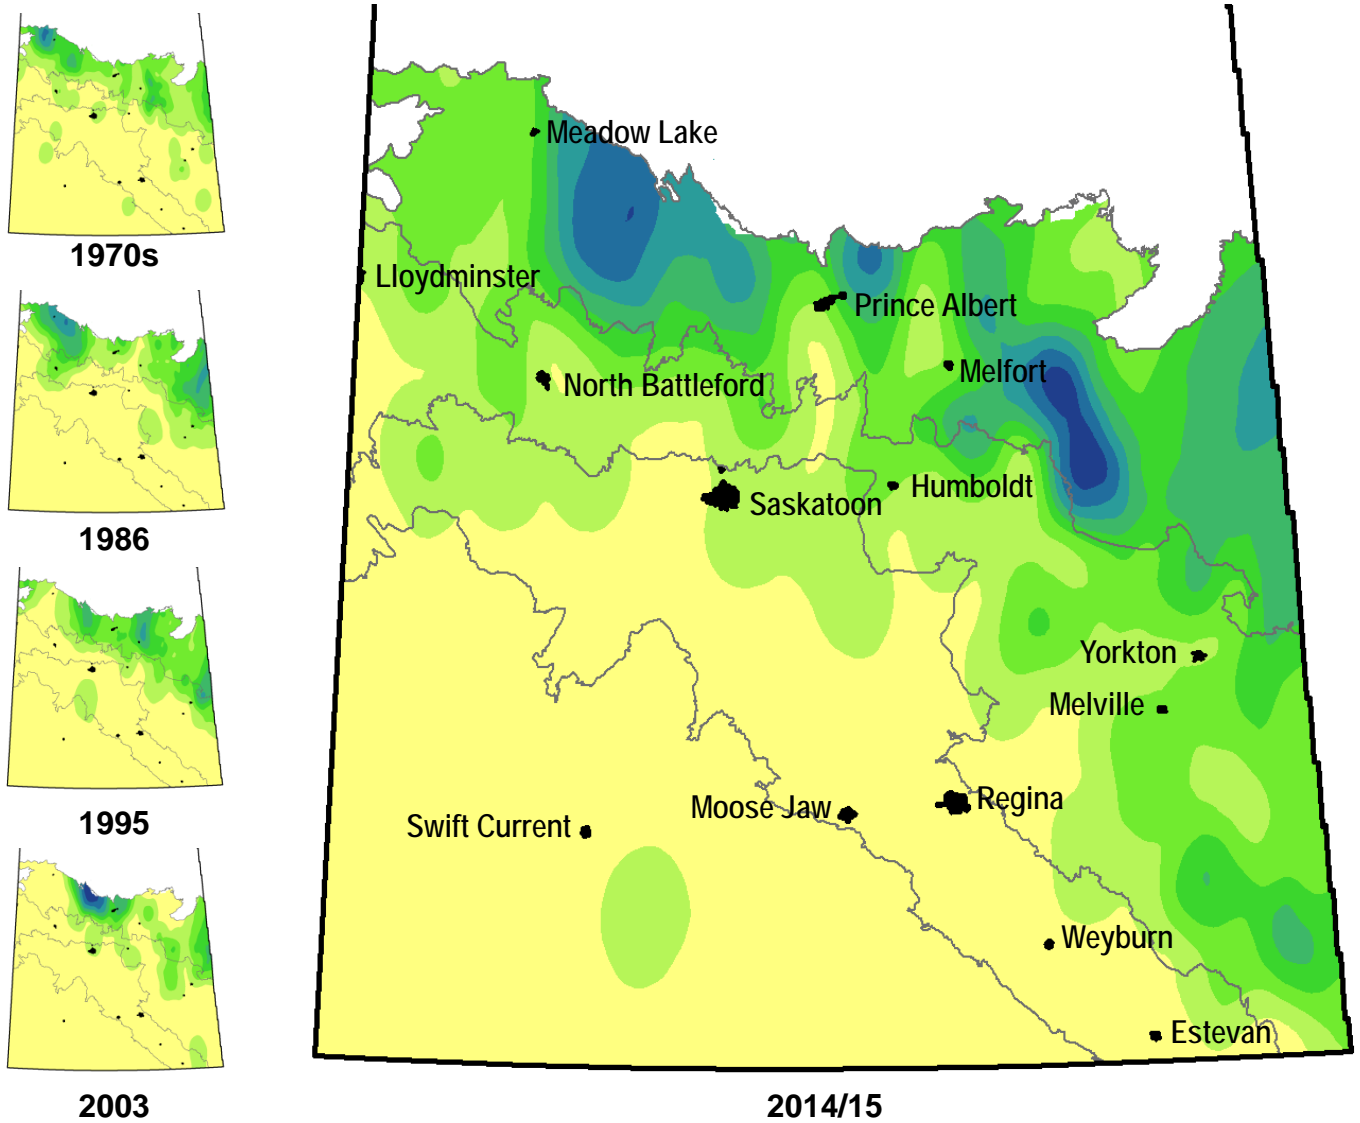 1970s
1986
1995
2003
Meadow Lake
Lloydminster
Prince Albert
Melfort
North Battleford
Humboldt
Saskatoon
Yorkton
Melville
Regina
Moose Jaw
Swift Current
Weyburn
Estevan
2014/15